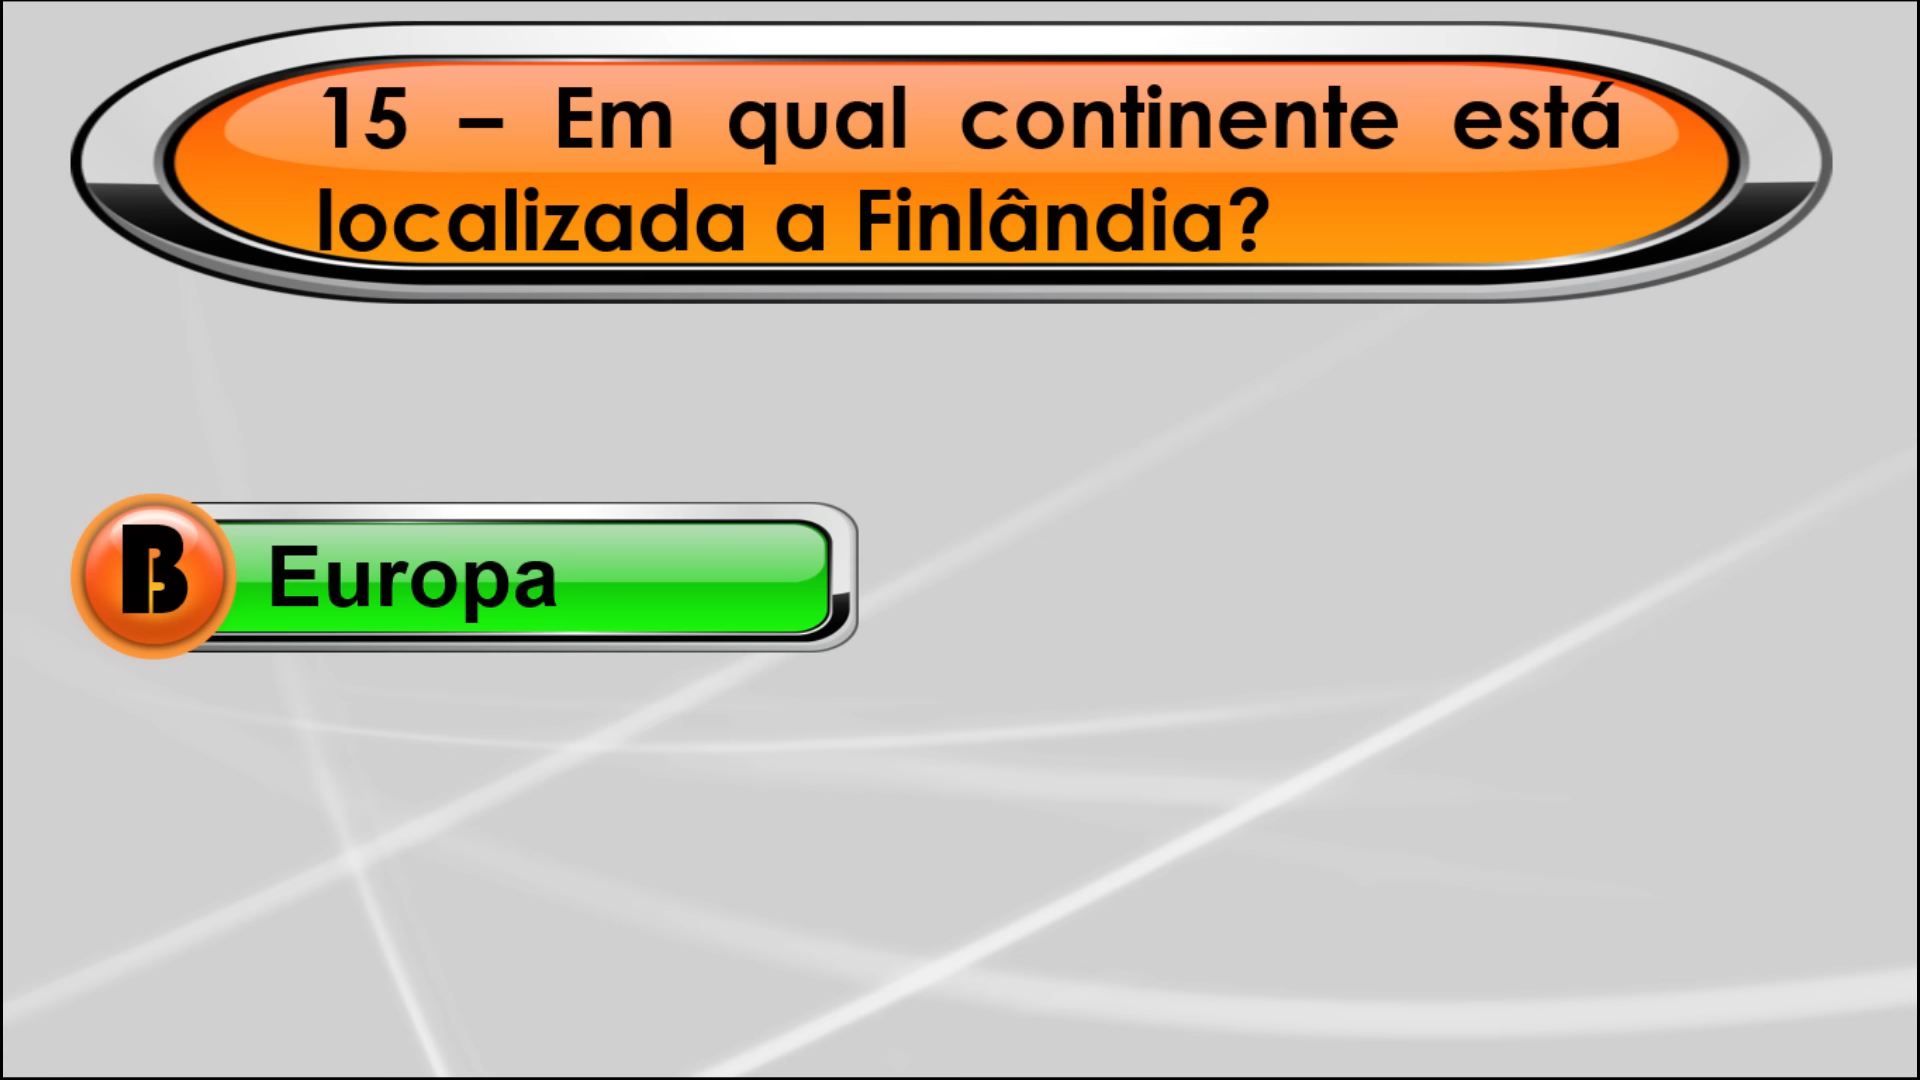 15 – Em qual continente está
localizada a Finlândia?
B Europa